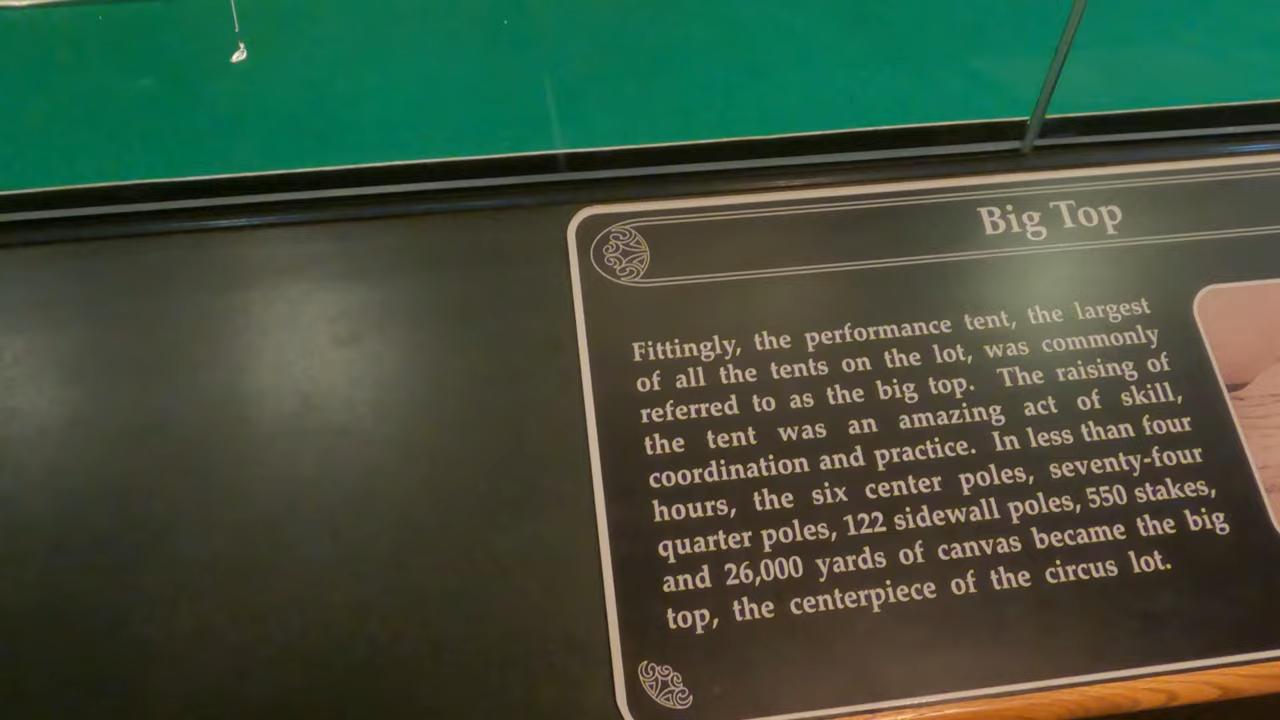 Big Top
Fittingly, the performance tent, the largest
of all the tents on the lot, was commonly
referred to as the big top. The raising of
the tent was an amazing act of skill,
coordination and practice. In less than four
hours, the six center poles, seventy-four
quarter poles, 122 sidewall poles, 550 stakes,
and 26,000 yards of canvas became the big
top, the centerpiece of the circus lot.